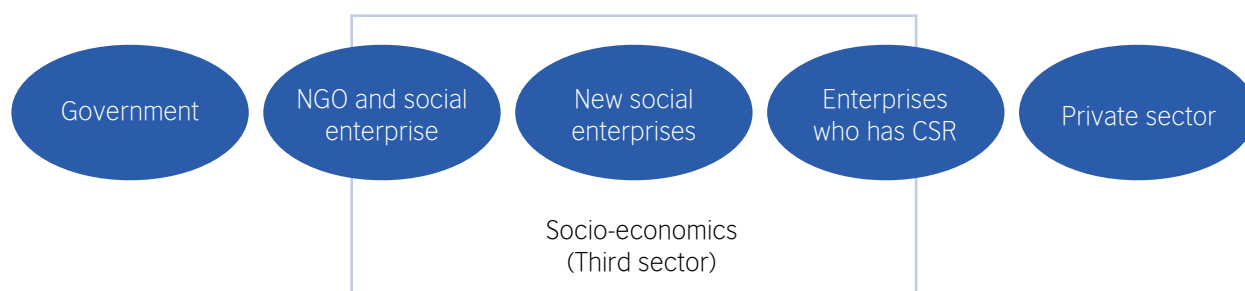 Government
NGO and social
enterprise
New social
enterprises
Enterprises
who has CSR
Private sector
Socio-economics
(Third sector)